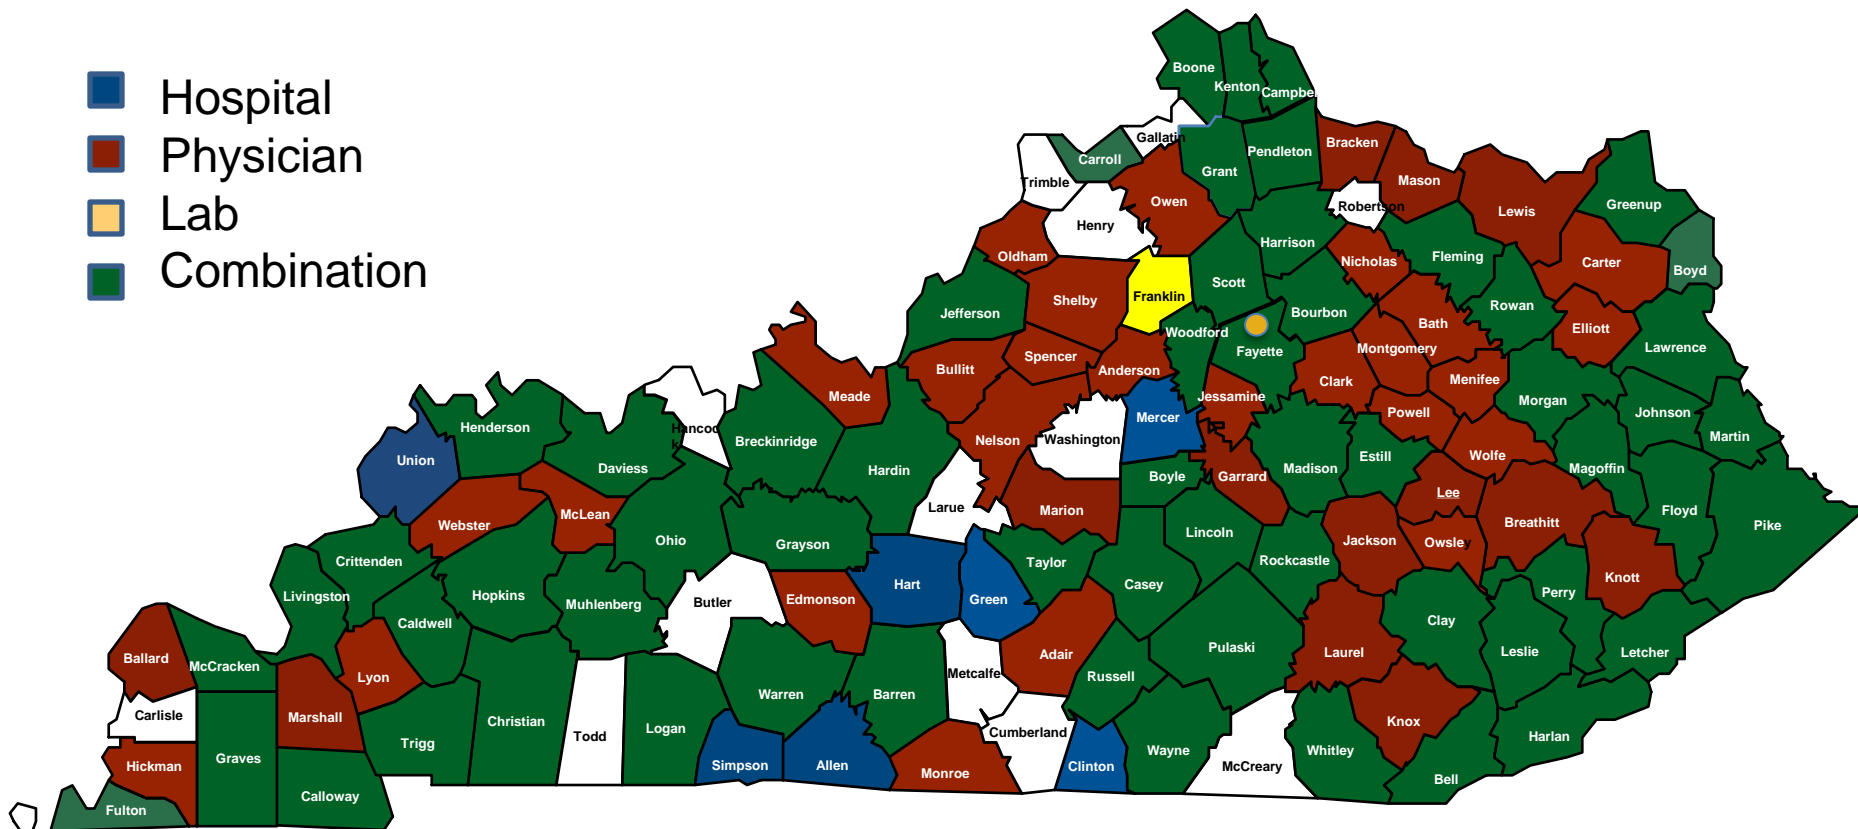 Hospital
Physician
Lab
Combination
Boone
Kenton
Campbe
Gallatin
Carroll
Grant
Pendleton
Bracken
Trimble
Mason
Owen
Robertson
Lewis
Greenup
Henry
Harrison
Fleming
Oldham
Nicholas
Carter
Boyd
Scott
Shelby
Franklin
Jefferson
Bourbon
Rowan
Bath
Elliott
Woodford
Fayette
Montgomery
Lawrence
Spencer
Bullitt
Anderson
Clark
Menifee
Meade
Jessamine
Morgan
Mercer
Powell
Johnson
Henderson
Hancoc
k
Breckinridge
Nelson
Washington
Martin
Union
Daviess
Hardin
Boyle
Garrard
Madison
Estill
Wolfe
Magoffin
Lee
Larue
Marion
Webster
McLean
Ohio
Grayson
Lincoln
Jackson
Owsley
Breathitt
Floyd
Pike
Crittenden
Taylor
Rockcastle
Casey
Hart
Green
Knott
Livingston
Hopkins
Muhlenberg
Butler
Edmonson
Perry
Caldwell
Clay
Ballard
McCracken
Lyon
Adair
Pulaski
Laurel
Leslie
Letcher
Metcalfe
Russell
Warren
Barren
Carlisle
Marshall
Christian
Todd
Logan
Knox
Trigg
Cumberland
Wayne
Whitley
Harlan
Hickman
Graves
Simpson
Allen
Monroe
Clinton
McCreary
Bell
Calloway
Fulton